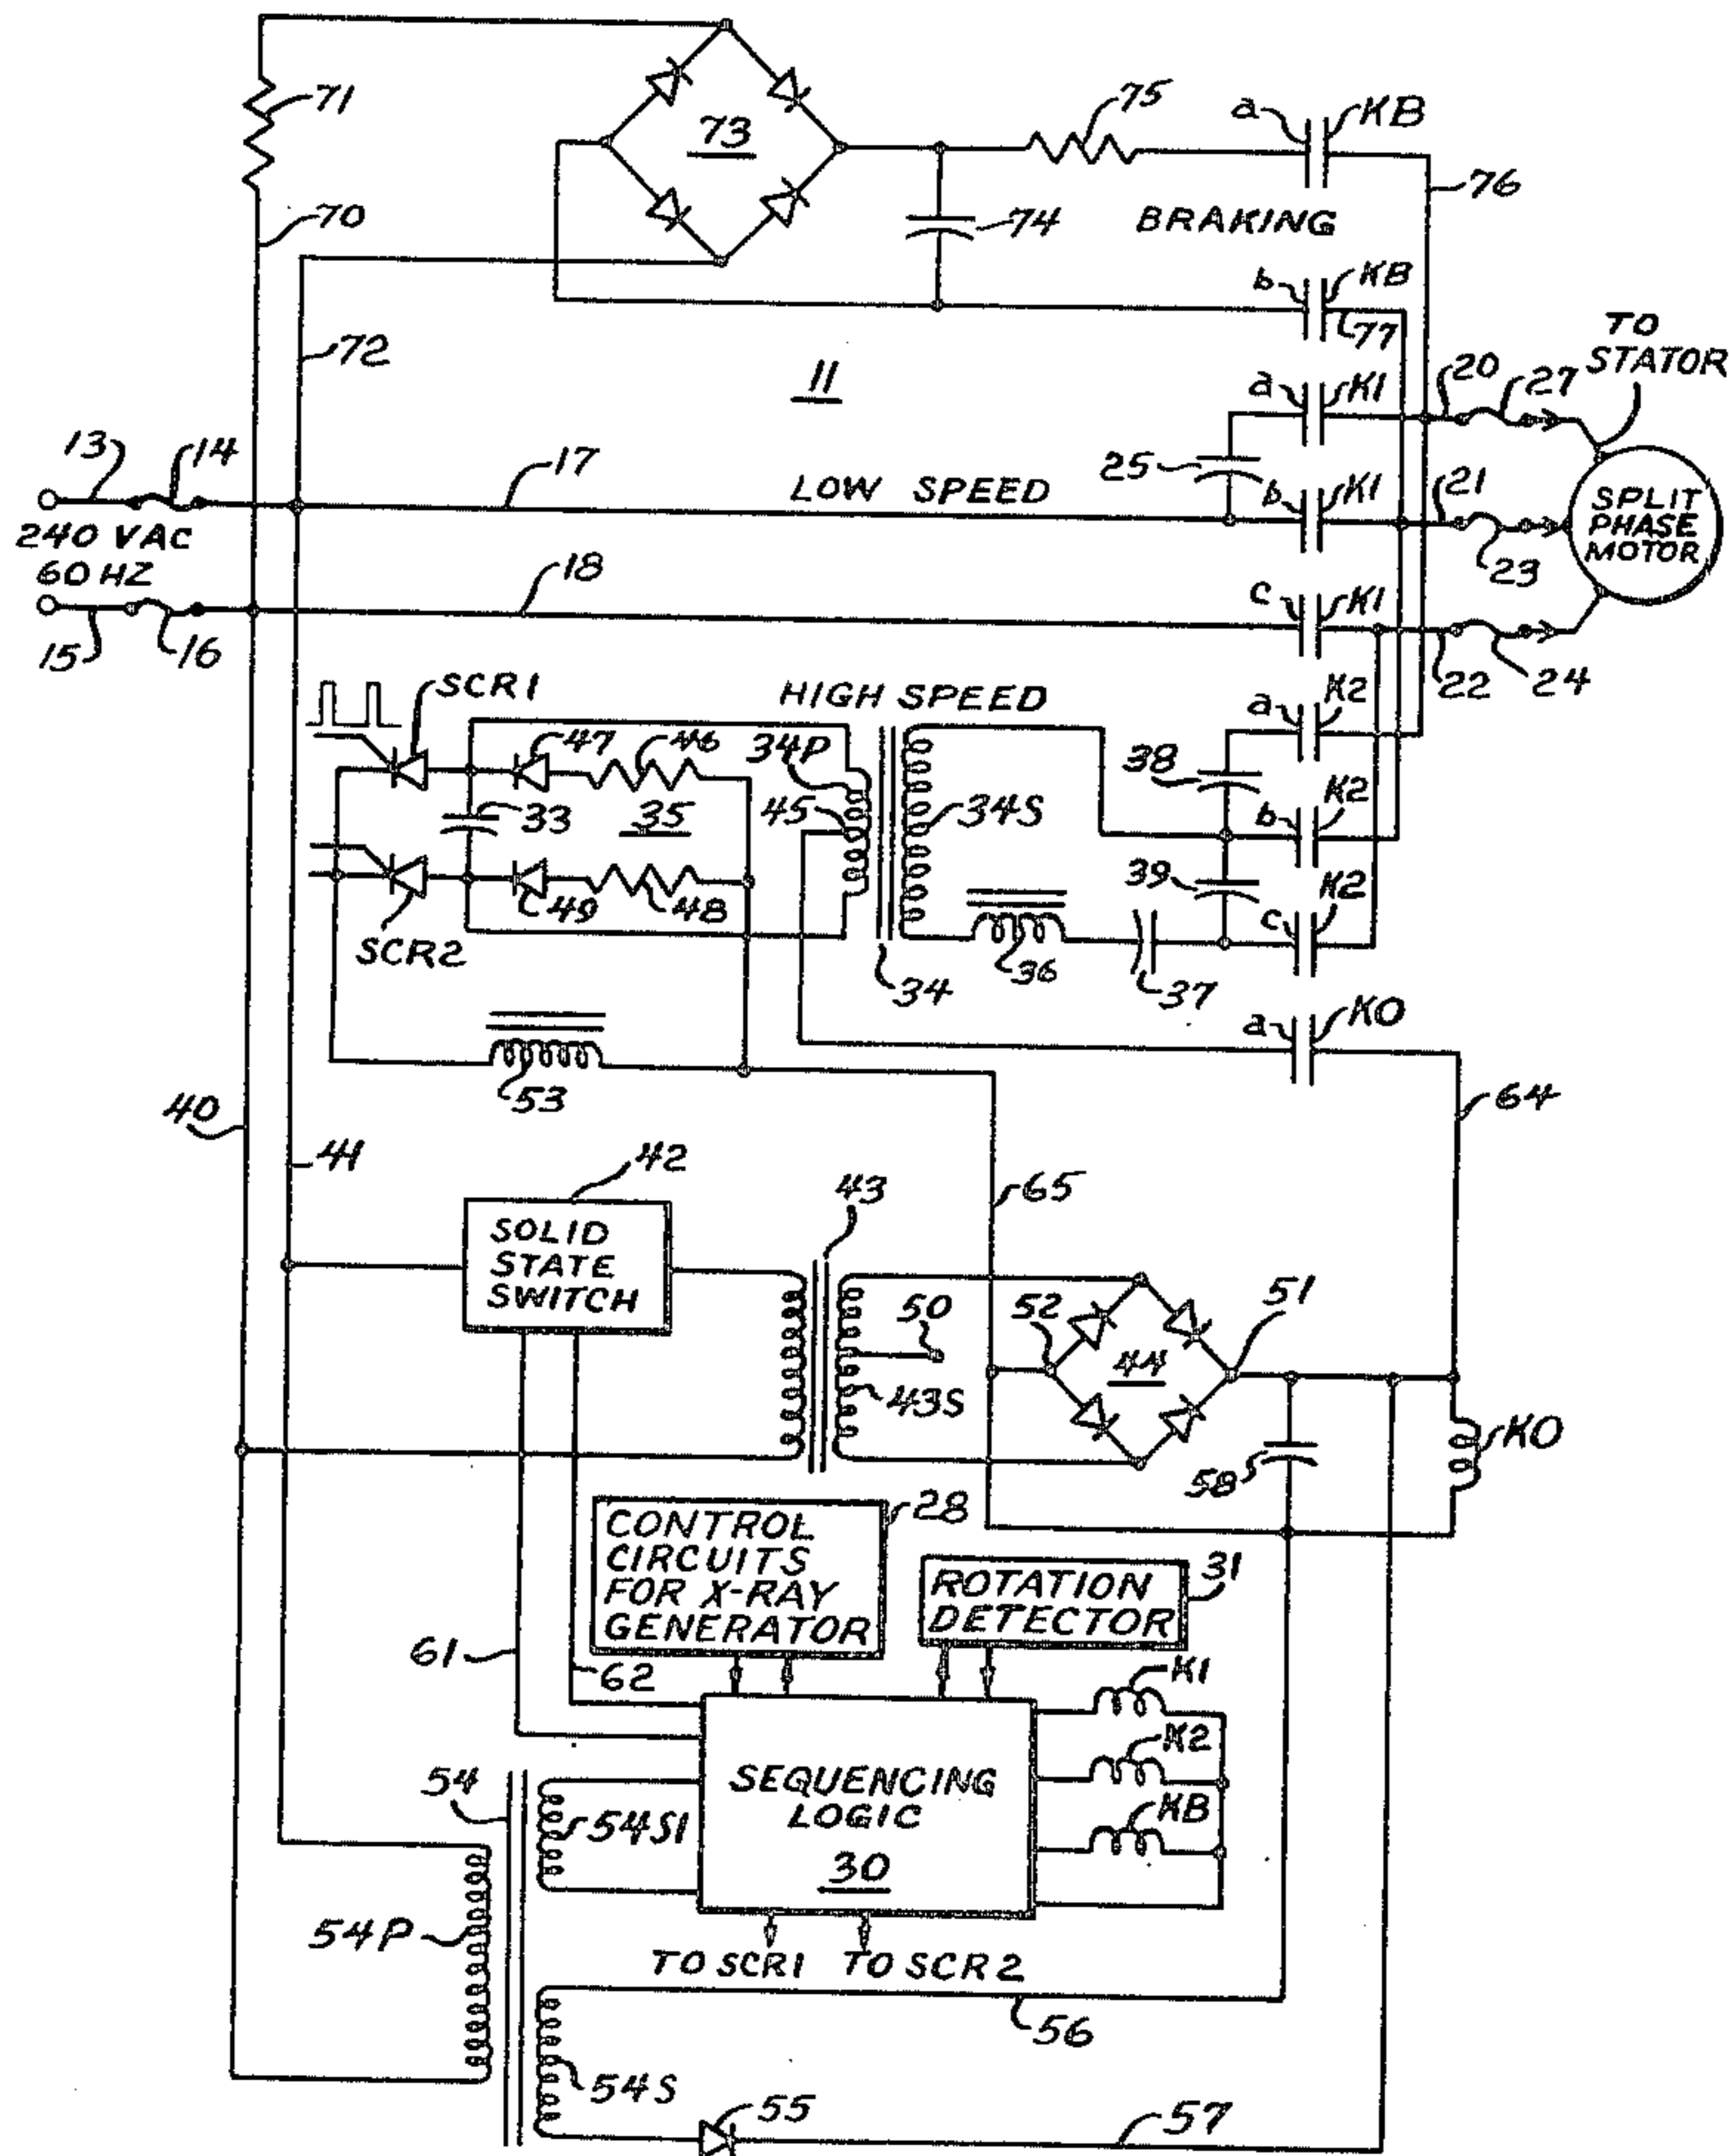 71
73
75
a
KB
76
70
74
BRAKING
b
KB
77
72
11
TO
STATOR
a
K1
20
27
13
14
17
25
LOW SPEED
b
K1
21
SPLIT
PHASE
MOTOR
240 VAC
60 HZ
18
23
c
K1
15
16
22
24
SCR1
HIGH SPEED
K2
a
47
46
34P
38
33
35
45
34S
b
K2
39
49
48
c
K2
SCR2
36
34
37
a
KO
53
40
64
41
42
43
65
SOLID
STATE
SWITCH
50
52
51
44
43S
58
KO
CONTROL
CIRCUITS
FOR X-RAY
GENERATOR
28
ROTATION
DETECTOR
31
61
62
K1
K2
SEQUENCING
LOGIC
30
KB
54
54S1
54P
TO SCR1
TO SCR2
56
54S
55
57